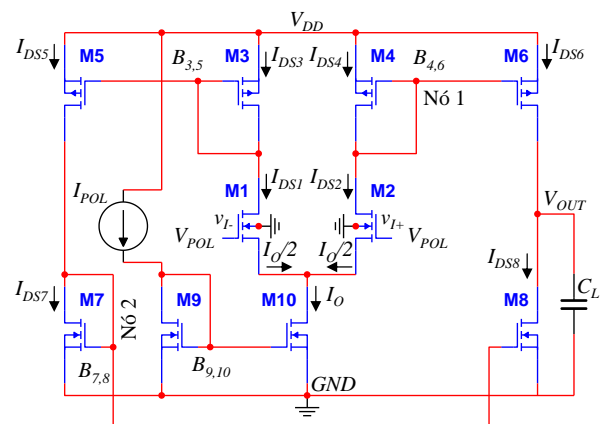 V_DD
I_DS5 M5 B_3,5 M3 I_DS3 I_DS4 M4 B_4,6 M6 I_DS6
Nó 1
I_POL M1 I_DS1 I_DS2 M2 V_OUT
v_I- v_I+
V_POL I_O/2 I_O/2 V_POL
I_DS7 M7 Nó 2 M9 M10 I_O I_DS8 M8 C_L
B_7,8 B_9,10 GND